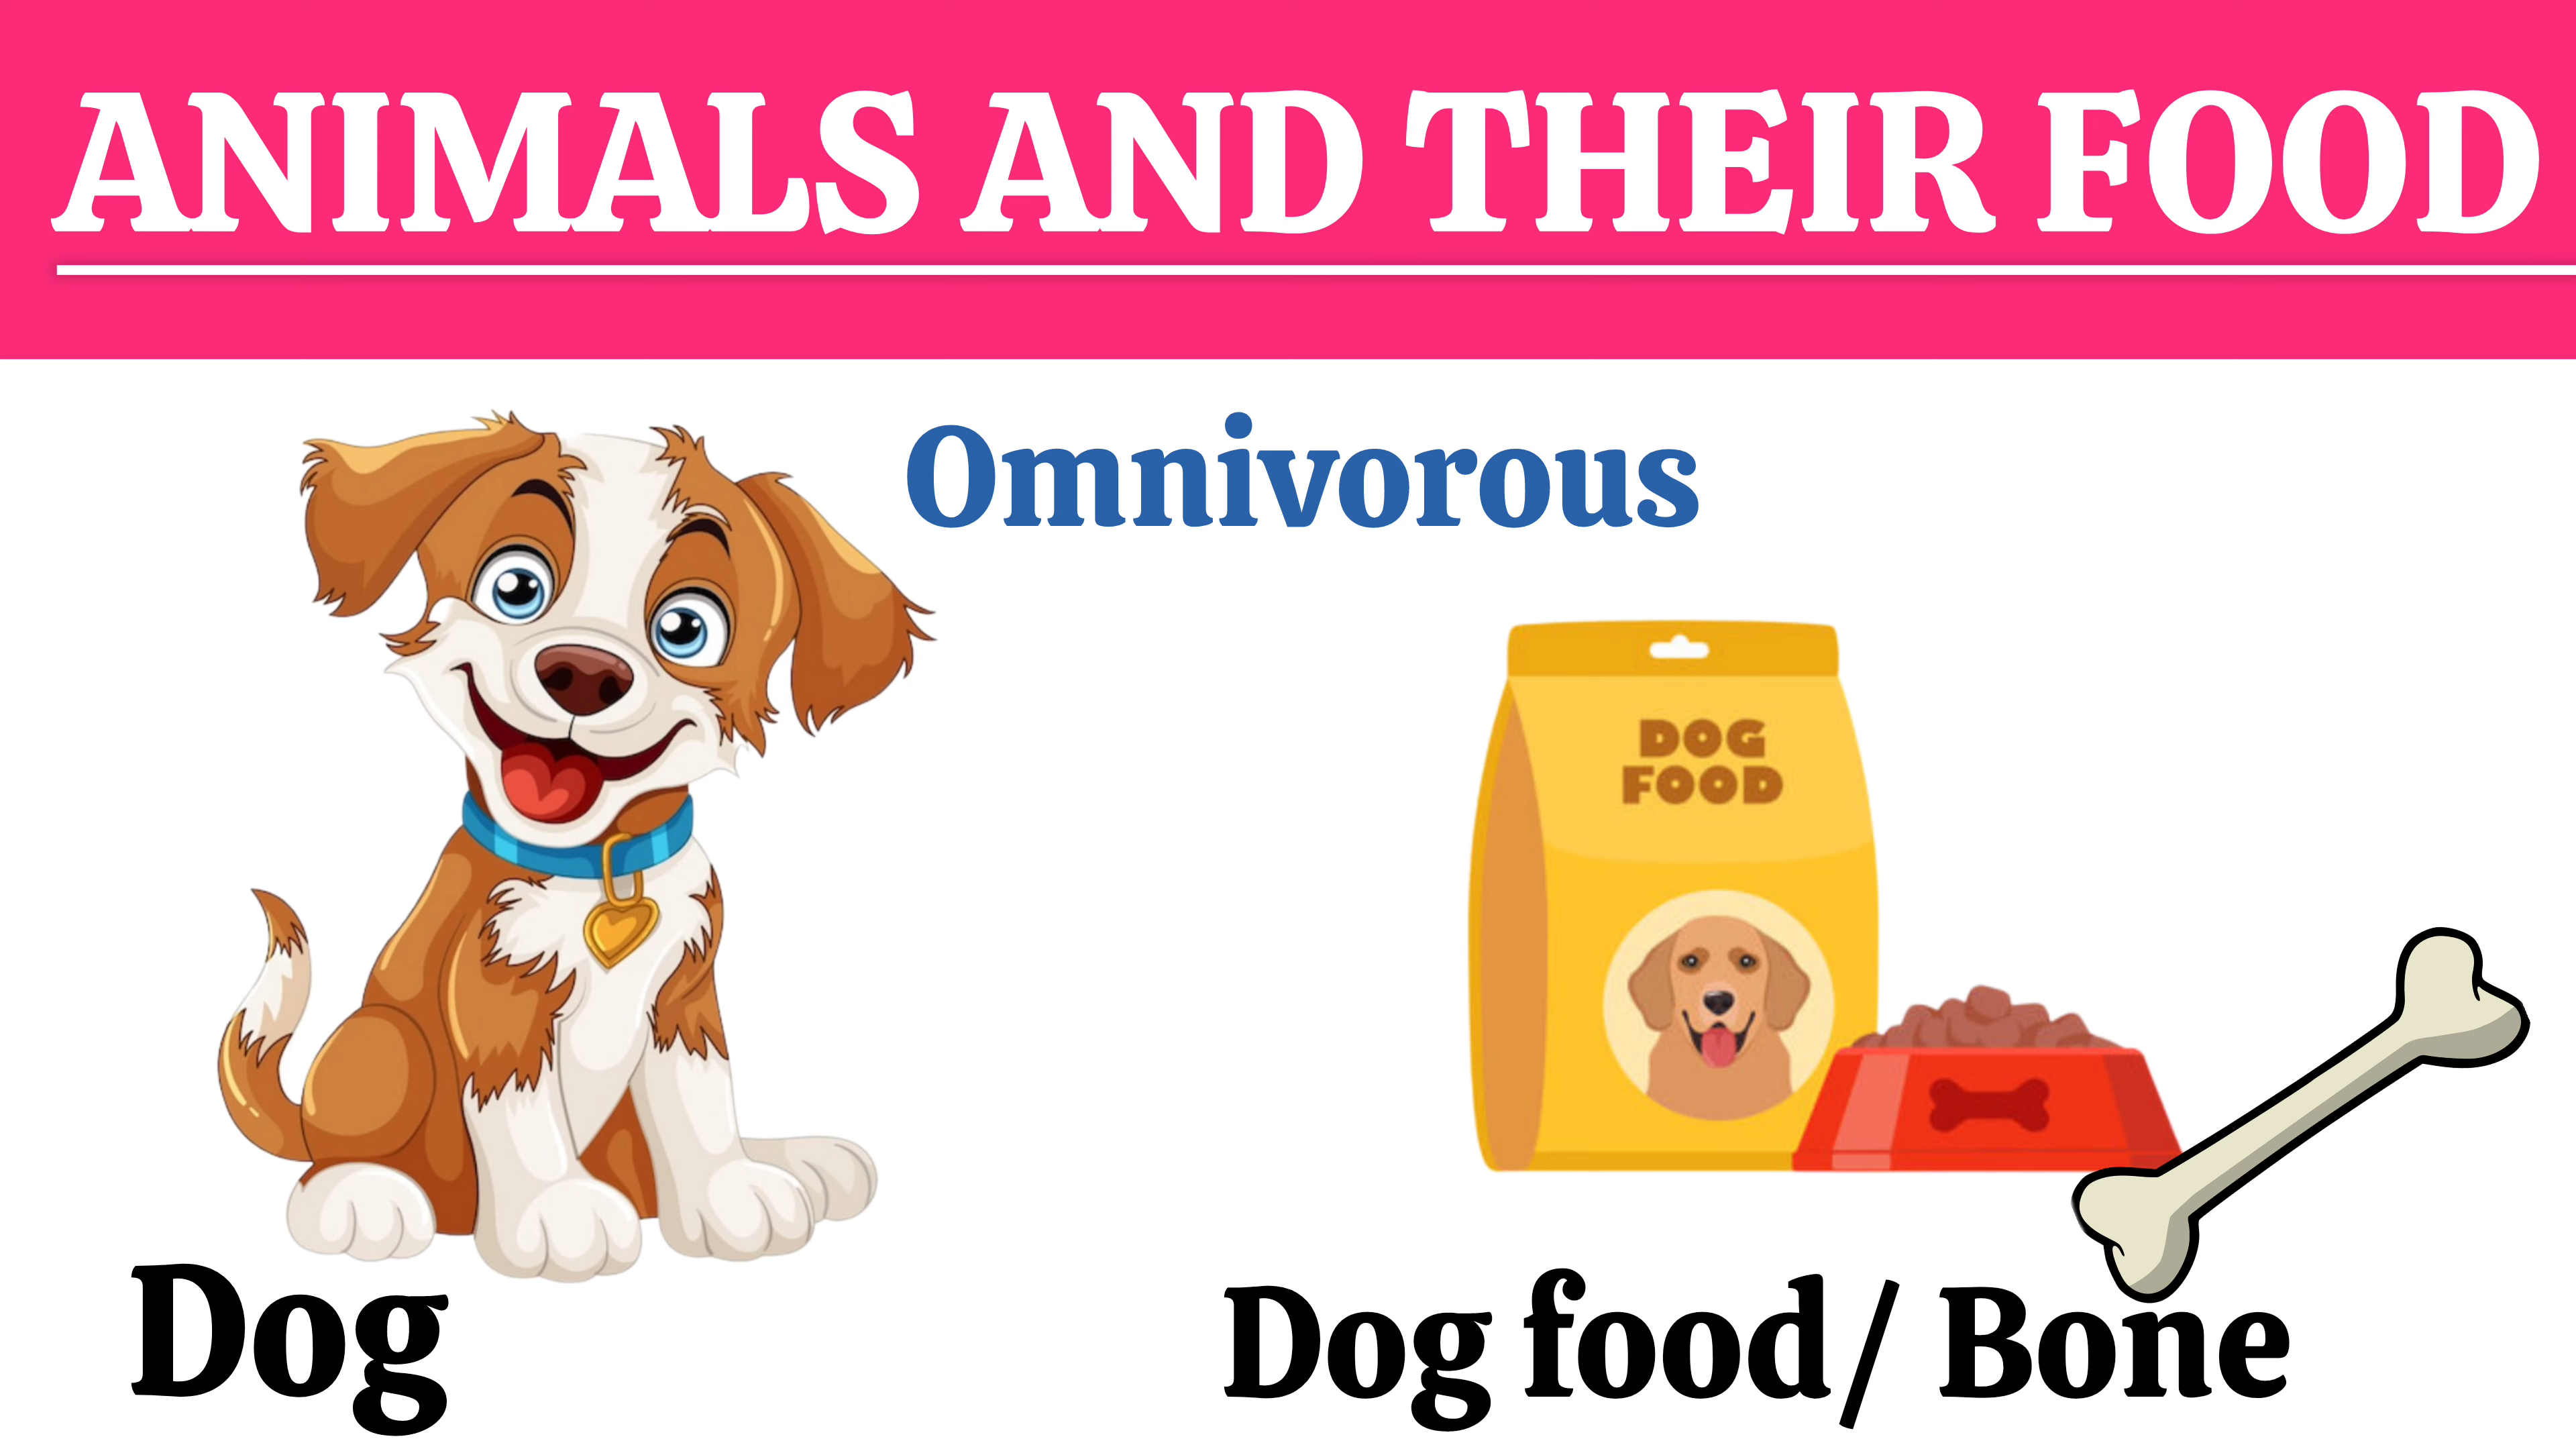 ANIMALS AND THEIR FOOD
Omnivorous
DOG
FOOD
Dog
Dog food/ Bone